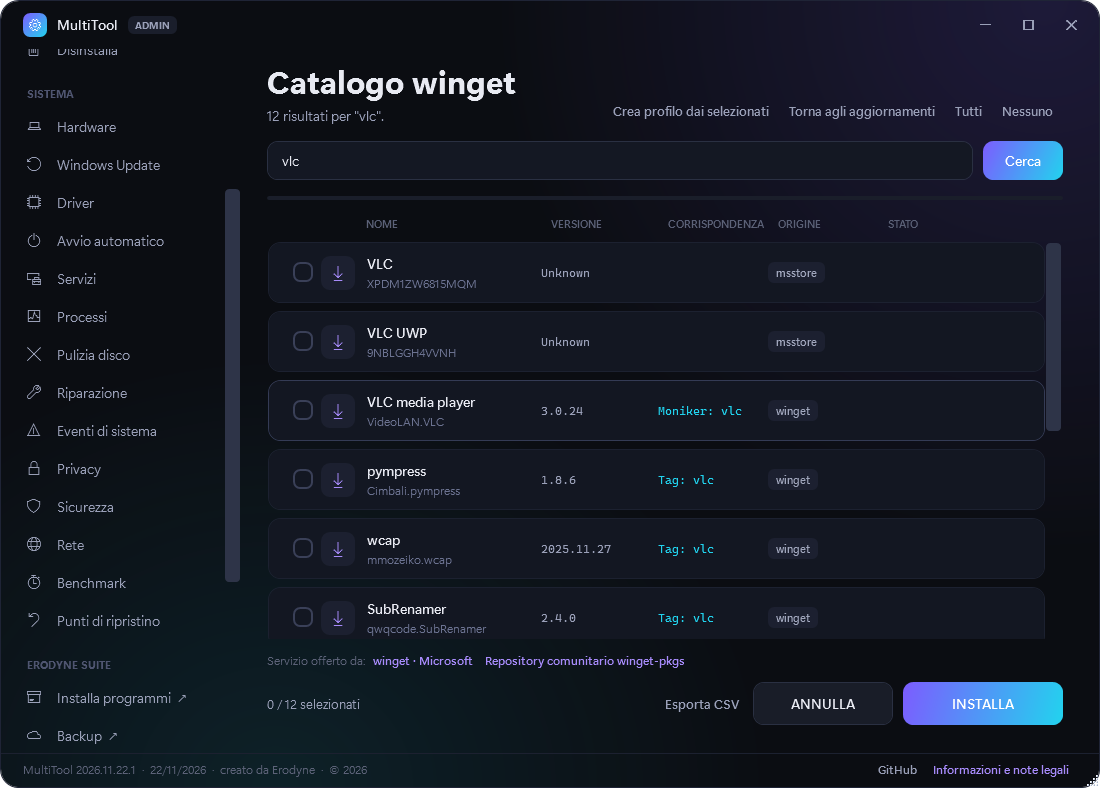 MultiTool ADMIN
Disinstalla
SISTEMA
Hardware
Windows Update
Driver
Avvio automatico
Servizi
Processi
Pulizia disco
Riparazione
Eventi di sistema
Privacy
Sicurezza
Rete
Benchmark
Punti di ripristino
ERODYNE SUITE
Installa programmi ↗
Backup ↗
Catalogo winget
12 risultati per "vlc".
Crea profilo dai selezionati Torna agli aggiornamenti Tutti Nessuno
vlc Cerca
NOME VERSIONE CORRISPONDENZA ORIGINE STATO
VLC
XPDM1ZW6815MQM
Unknown msstore
VLC UWP
9NBLGGH4VVNH
Unknown msstore
VLC media player
VideoLAN.VLC
3.0.24 Moniker: vlc winget
pympress
Cimbali.pympress
1.8.6 Tag: vlc winget
wcap
mmozeiko.wcap
2025.11.27 Tag: vlc winget
SubRenamer
qwqcode.SubRenamer
2.4.0 Tag: vlc winget
Servizio offerto da: winget · Microsoft Repository comunitario winget-pkgs
0 / 12 selezionati Esporta CSV ANNULLA INSTALLA
MultiTool 2026.11.22.1 · 22/11/2026 · creato da Erodyne · © 2026 GitHub Informazioni e note legali